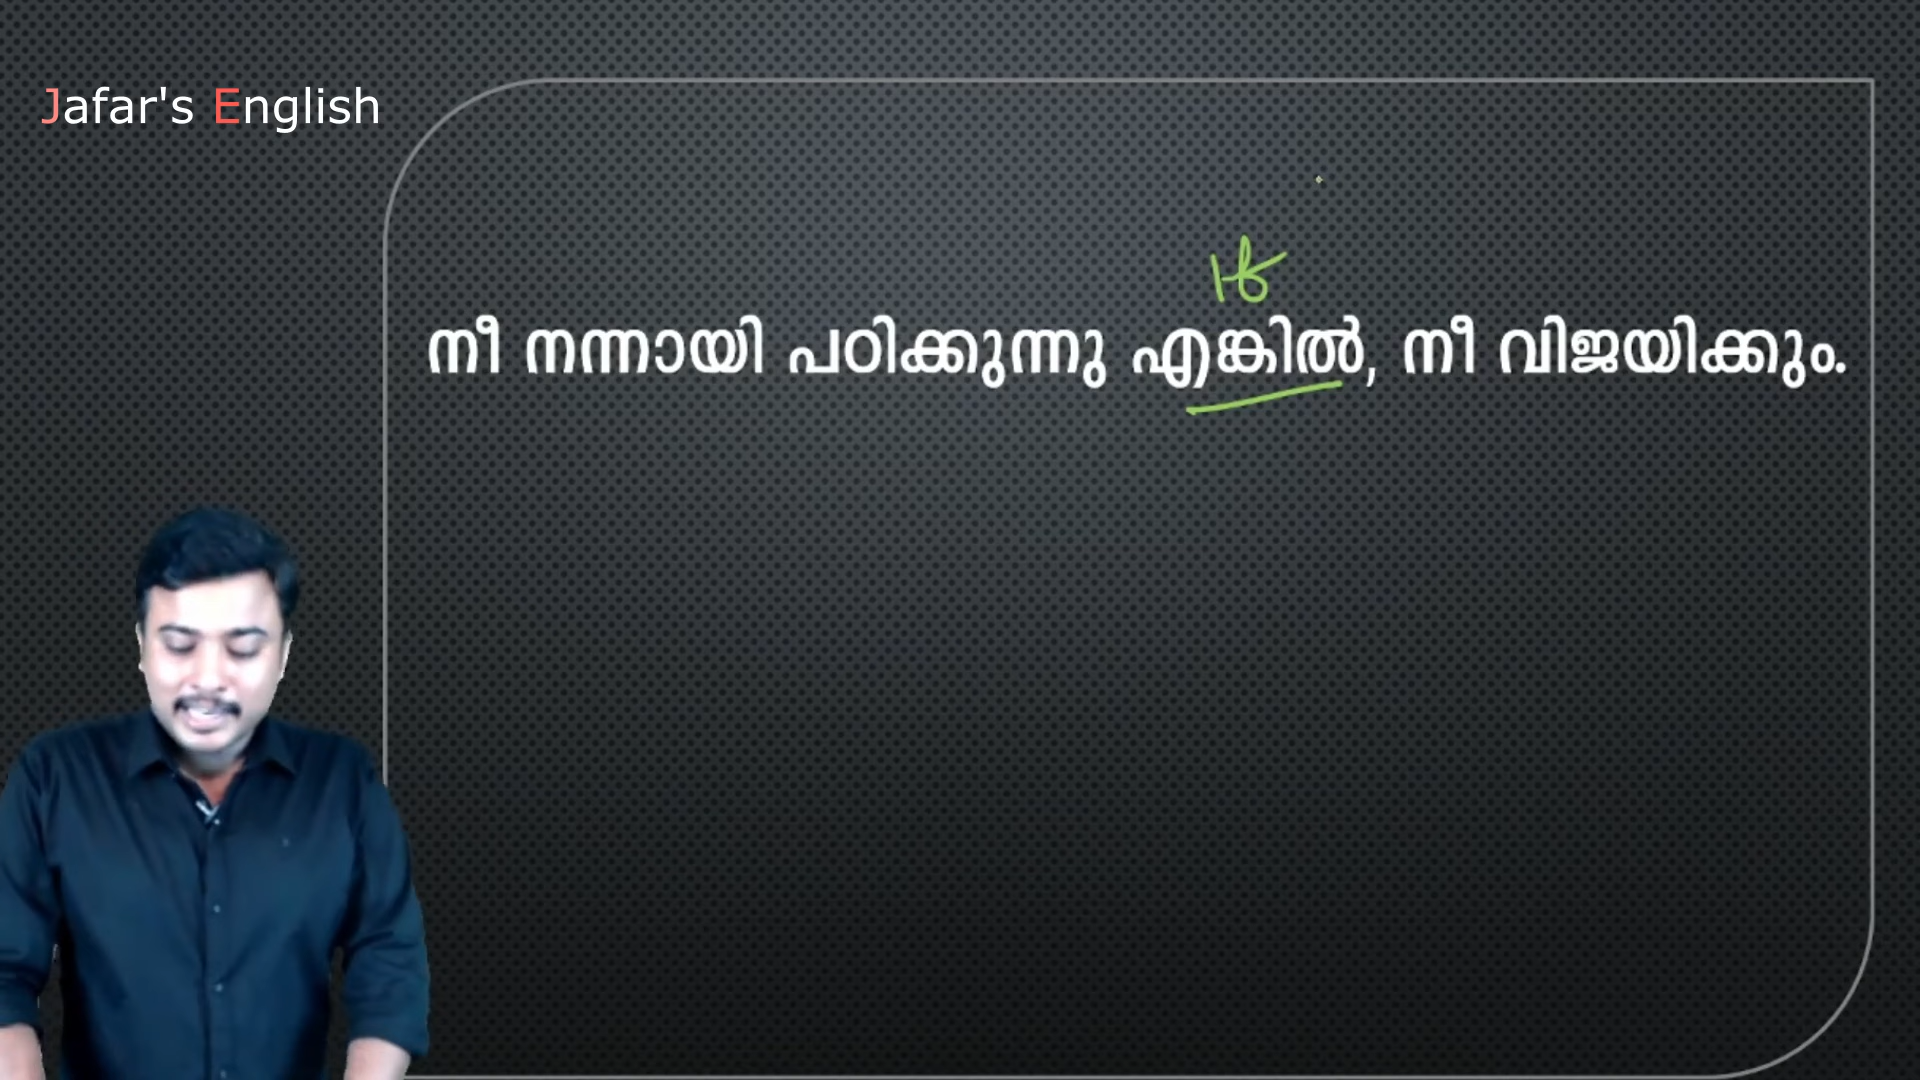 Jafar's English
If
നീ നന്നായി പഠിക്കുന്നു എങ്കിൽ, നീ വിജയിക്കും.